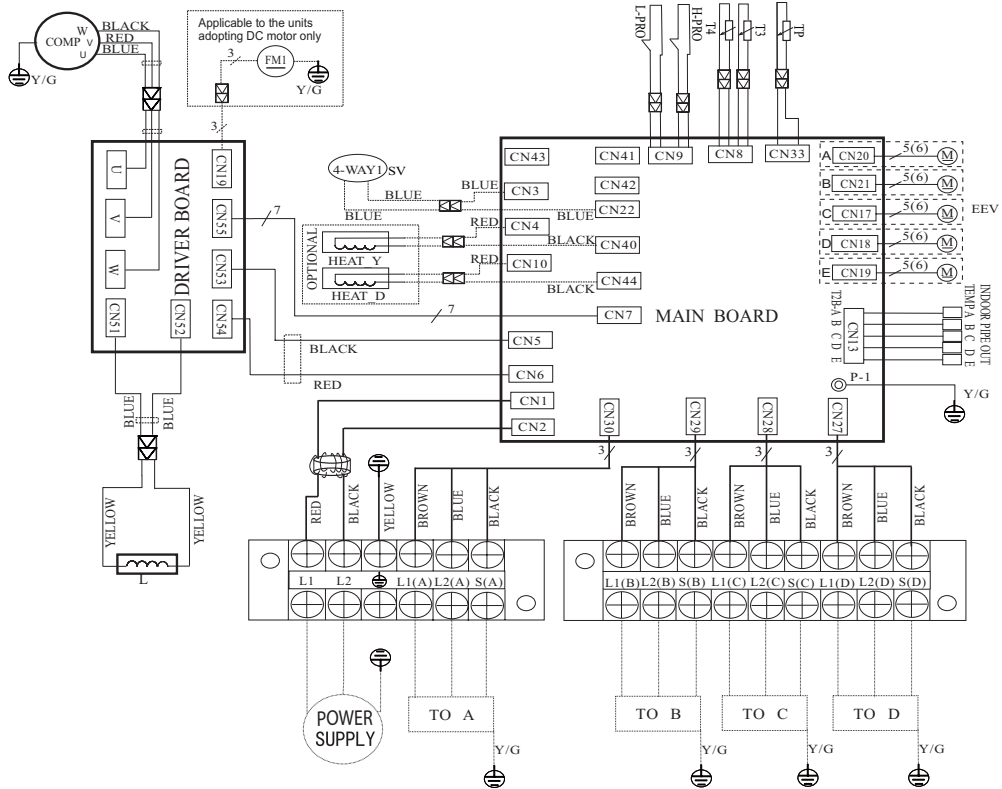 W
COMP V
U
BLACK
RED
BLUE
Y/G
Applicable to the units
adopting DC motor only
3
FM1
Y/G
3
L-PRO
H-PRO
T4
T3
TP
DRIVER BOARD
U
V
W
CN19
CN55
CN53
CN54
CN51
CN52
7
7
4-WAY1
SV
BLUE
BLUE
BLUE
BLUE
OPTIONAL
HEAT_Y
HEAT_D
RED
BLACK
RED
BLACK
BLACK
RED
MAIN BOARD
CN43
CN41
CN9
CN8
CN33
CN3
CN42
CN22
CN4
CN40
CN10
CN44
CN7
CN5
CN6
CN1
CN2
A CN20 5(6) M
B CN21 5(6) M
C CN17 5(6) M
D CN18 5(6) M
E CN19 5(6) M
EEV
T2B-A B C D E
CN13
INDOOR PIPE OUT
TEMP A B C D E
P-1
Y/G
CN30
CN29
CN28
CN27
3
3
3
3
BLUE
BLUE
YELLOW
YELLOW
L
RED
BLACK
YELLOW
BROWN
BLUE
BLACK
BROWN
BLUE
BLACK
BROWN
BLUE
BLACK
BROWN
BLUE
BLACK
L1 L2 L1(A) L2(A) S(A)
L1(B) L2(B) S(B) L1(C) L2(C) S(C) L1(D) L2(D) S(D)
POWER
SUPPLY
TO A
TO B
TO C
TO D
Y/G
Y/G
Y/G
Y/G